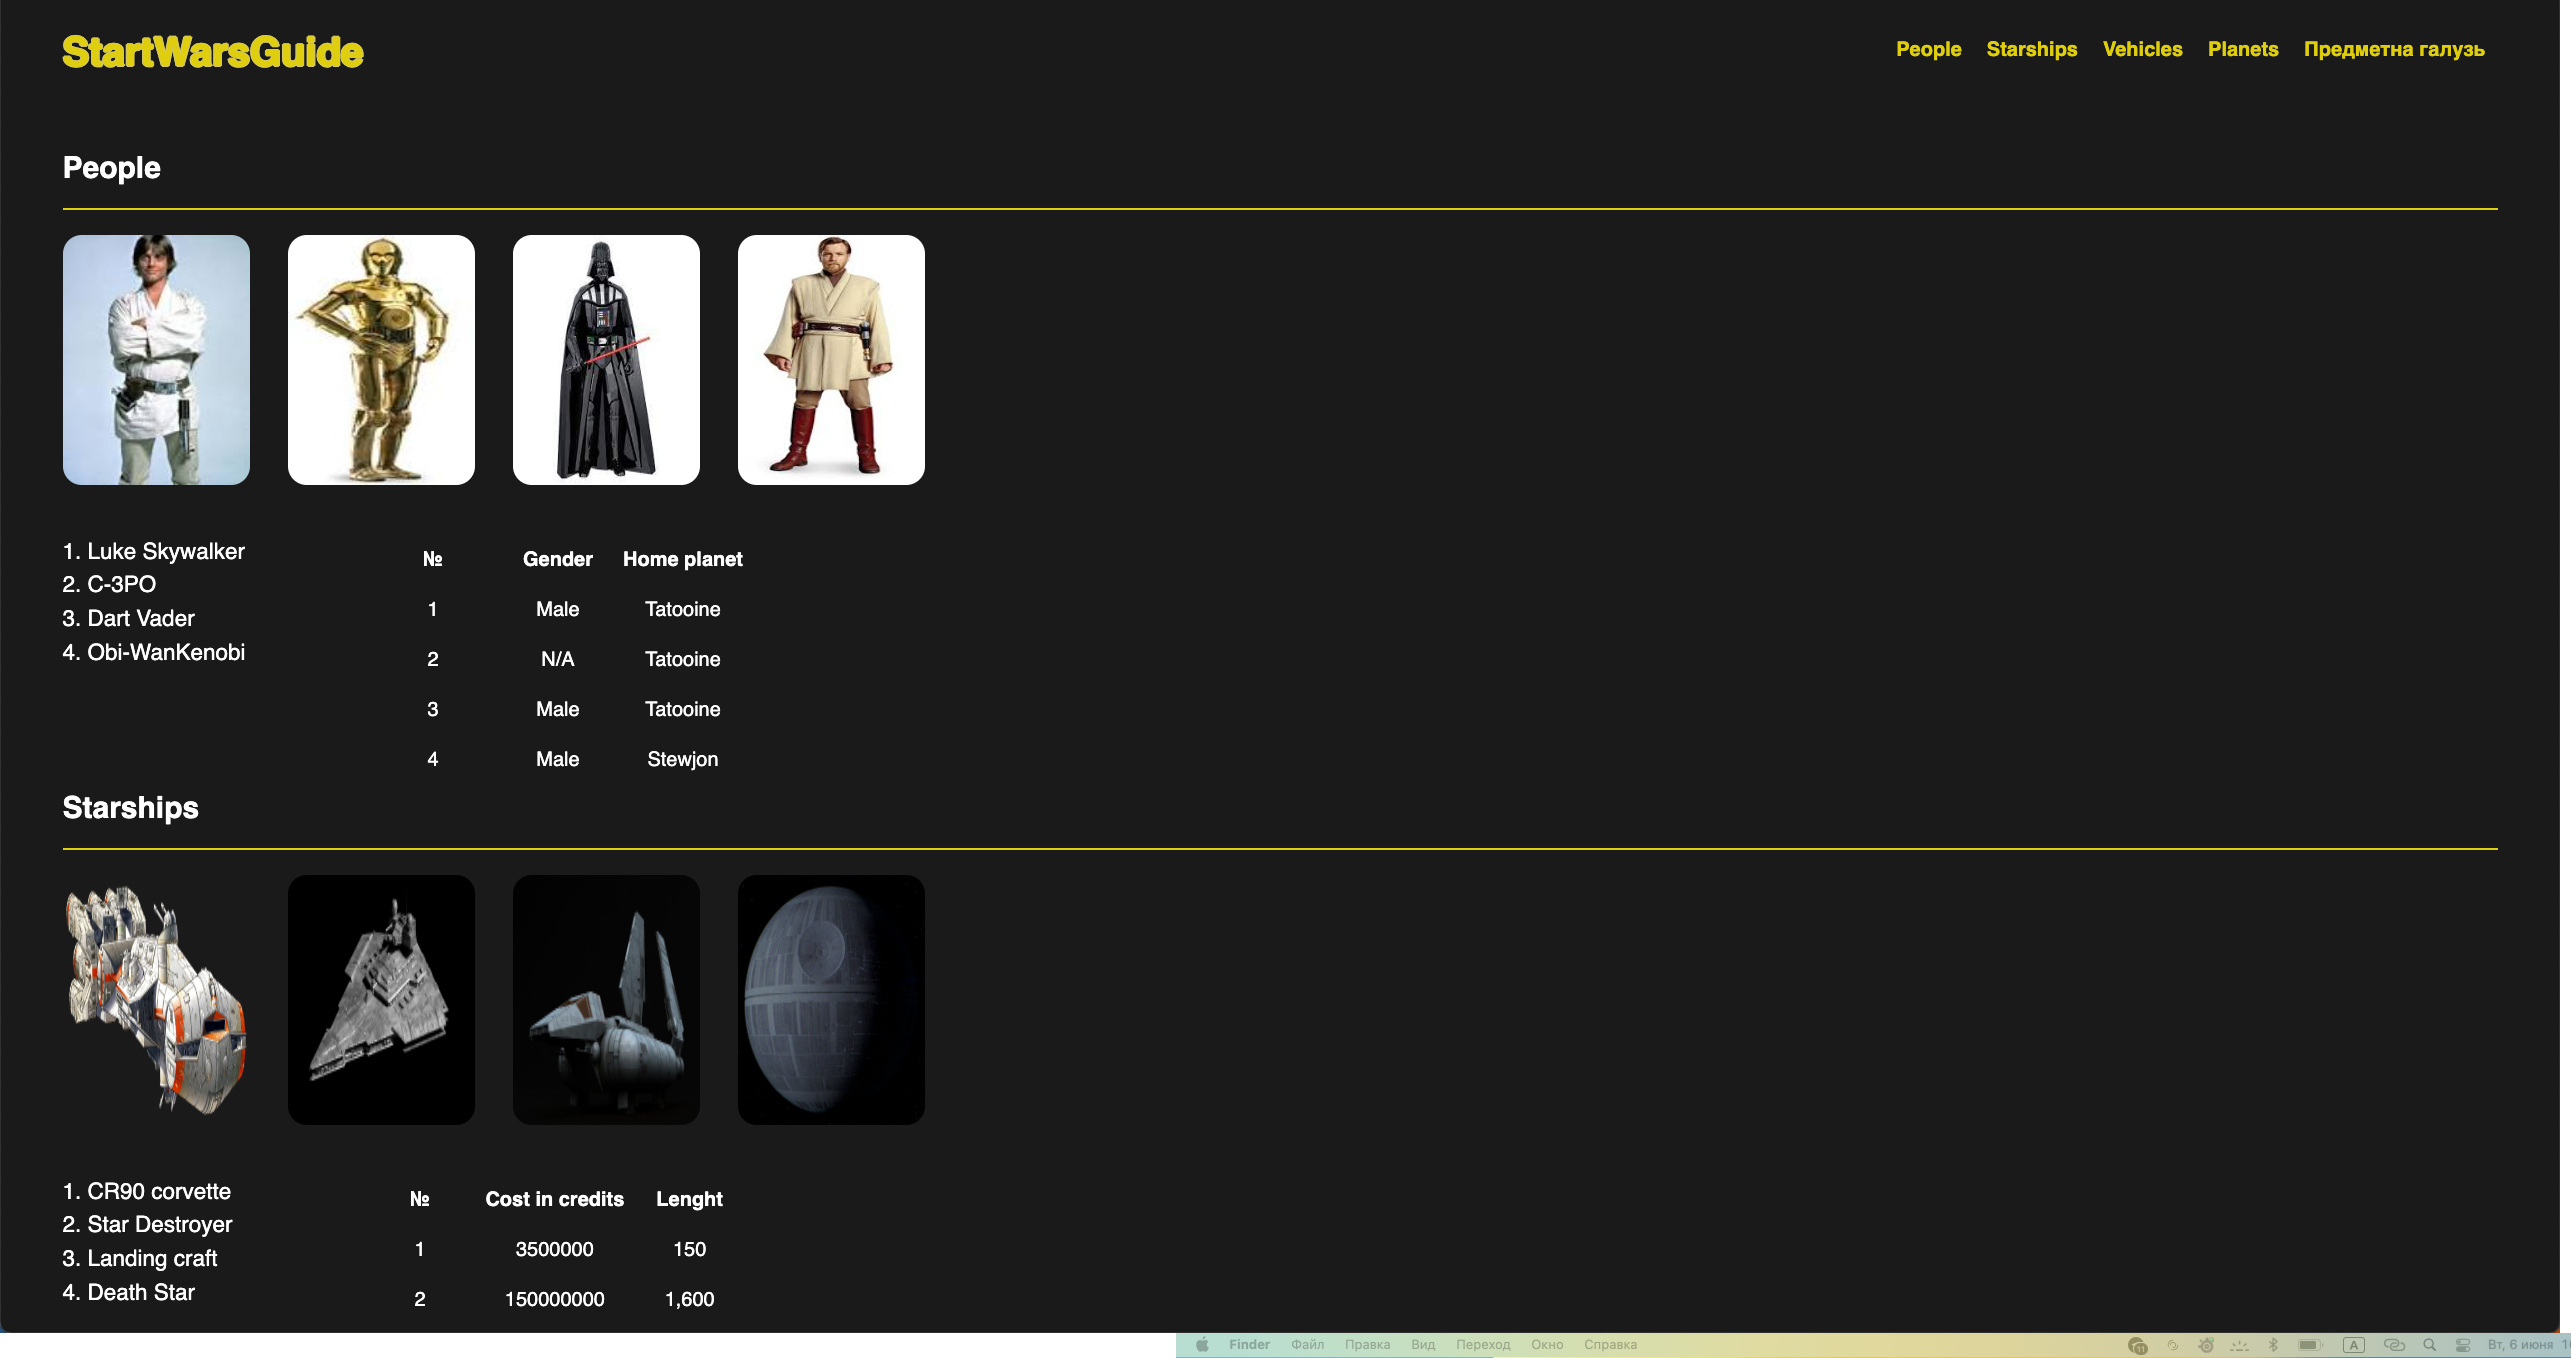 StartWarsGuide
People Starships Vehicles Planets Предметна галузь
People
1. Luke Skywalker
2. C-3PO
3. Dart Vader
4. Obi-WanKenobi
№ Gender Home planet
1 Male Tatooine
2 N/A Tatooine
3 Male Tatooine
4 Male Stewjon
Starships
1. CR90 corvette
2. Star Destroyer
3. Landing craft
4. Death Star
№ Cost in credits Lenght
1 3500000 150
2 150000000 1,600
Finder Файл Правка Вид Переход Окно Справка A Вт, 6 июня